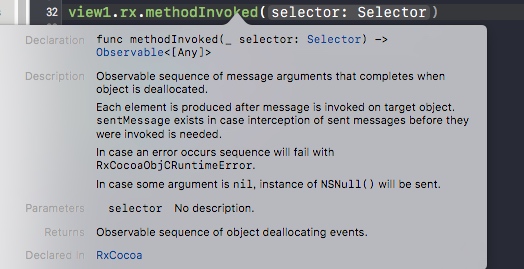 32 view1.rx.methodInvoked(selector: Selector)
Declaration func methodInvoked(_ selector: Selector) ->
Observable<[Any]>
Description Observable sequence of message arguments that completes when
object is deallocated.
Each element is produced after message is invoked on target object.
sentMessage exists in case interception of sent messages before they
were invoked is needed.
In case an error occurs sequence will fail with
RxCocoaObjCRuntimeError.
In case some argument is nil, instance of NSNull() will be sent.
Parameters selector No description.
Returns Observable sequence of object deallocating events.
Declared In RxCocoa